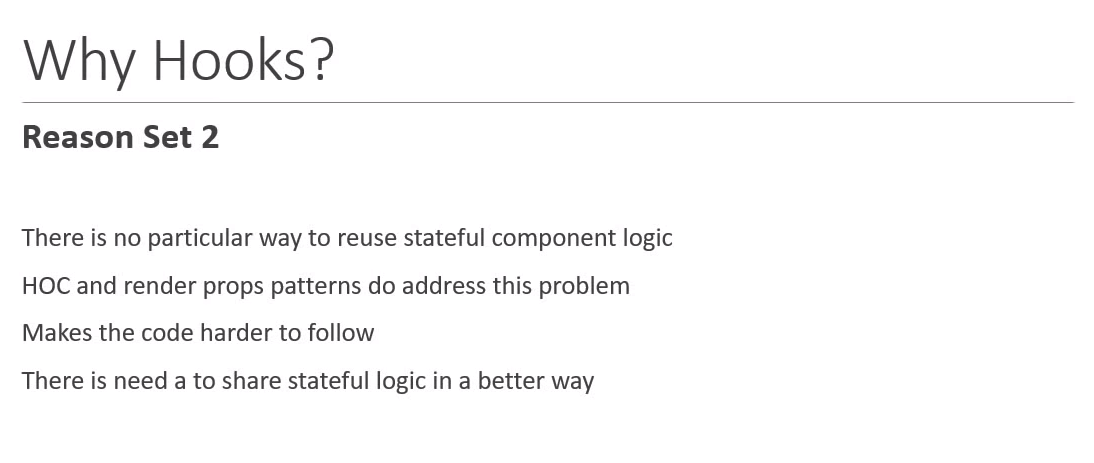 Why Hooks?
Reason Set 2
There is no particular way to reuse stateful component logic
HOC and render props patterns do address this problem
Makes the code harder to follow
There is need a to share stateful logic in a better way